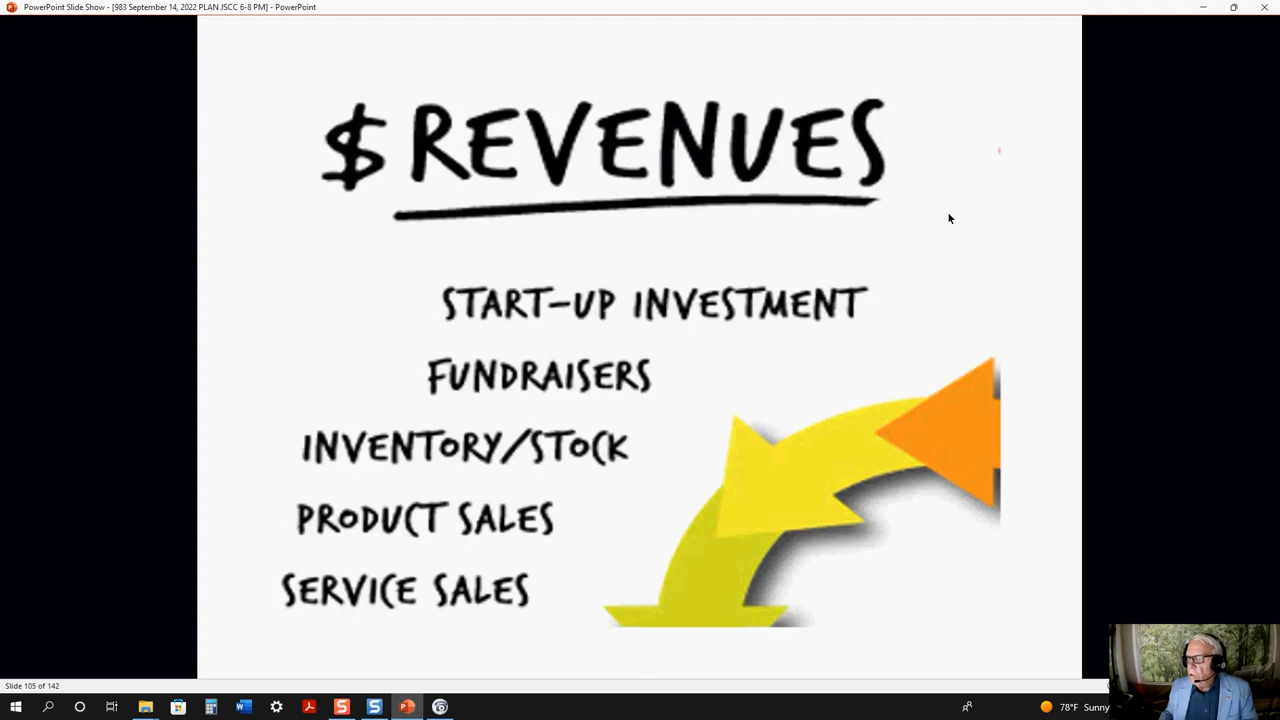 PowerPoint Slide Show - [983 September 14, 2022 PLAN JSCC 6-8 PM] - PowerPoint
$ REVENUES
START-UP INVESTMENT
FUNDRAISERS
INVENTORY/STOCK
PRODUCT SALES
SERVICE SALES
Slide 105 of 142
78°F Sunny